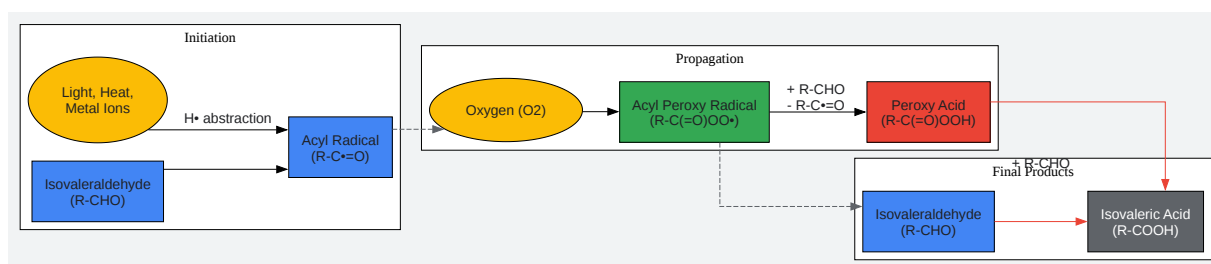 Initiation
Light, Heat,
Metal Ions
H• abstraction
Isovaleraldehyde
(R-CHO)
Acyl Radical
(R-C•=O)
Propagation
Oxygen (O2)
Acyl Peroxy Radical
(R-C(=O)OO•)
+ R-CHO
- R-C•=O
Peroxy Acid
(R-C(=O)OOH)
+ R-CHO
Final Products
Isovaleraldehyde
(R-CHO)
Isovaleric Acid
(R-COOH)